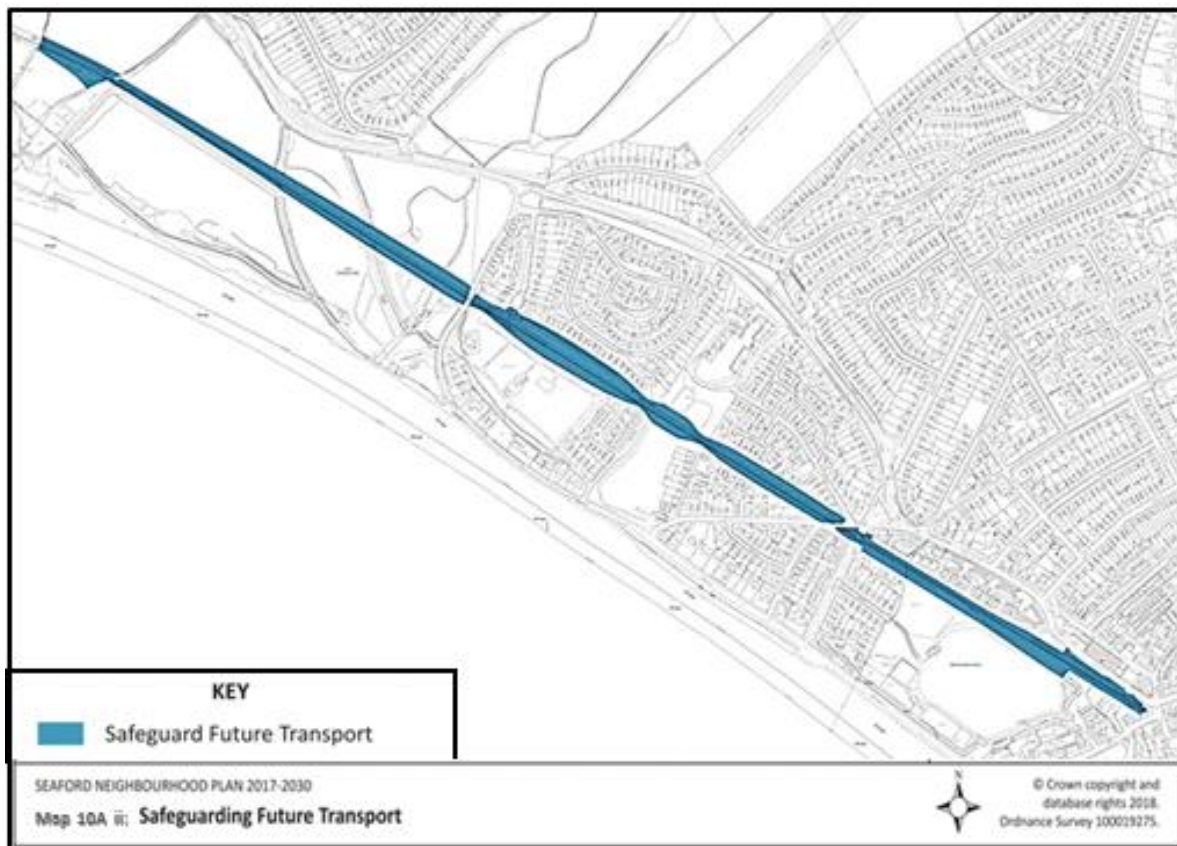 KEY
Safeguard Future Transport
SEAFORD NEIGHBOURHOOD PLAN 2017-2030
Map 10A ii: Safeguarding Future Transport
N
© Crown copyright and
database rights 2018.
Ordnance Survey 100019275.